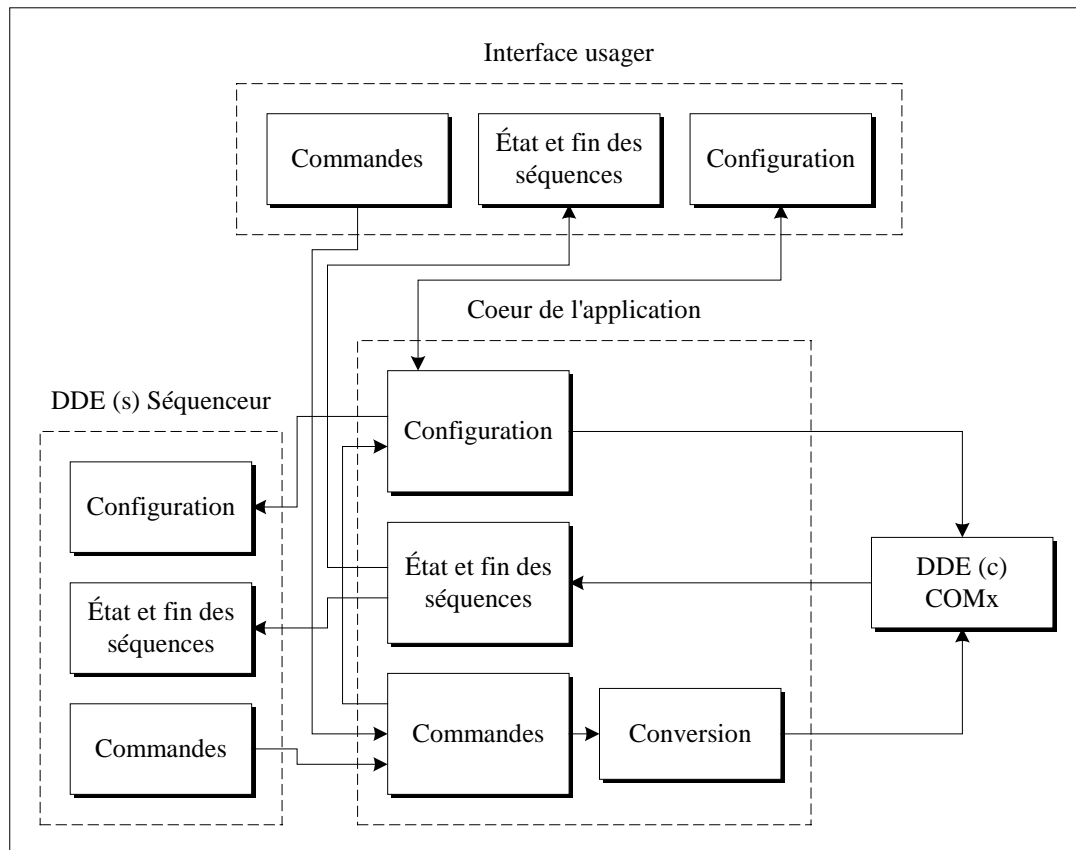 Interface usager
Commandes
État et fin des
séquences
Configuration
Coeur de l'application
DDE (s) Séquenceur
Configuration
État et fin des
séquences
Commandes
Configuration
État et fin des
séquences
Commandes
Conversion
DDE (c)
COMx